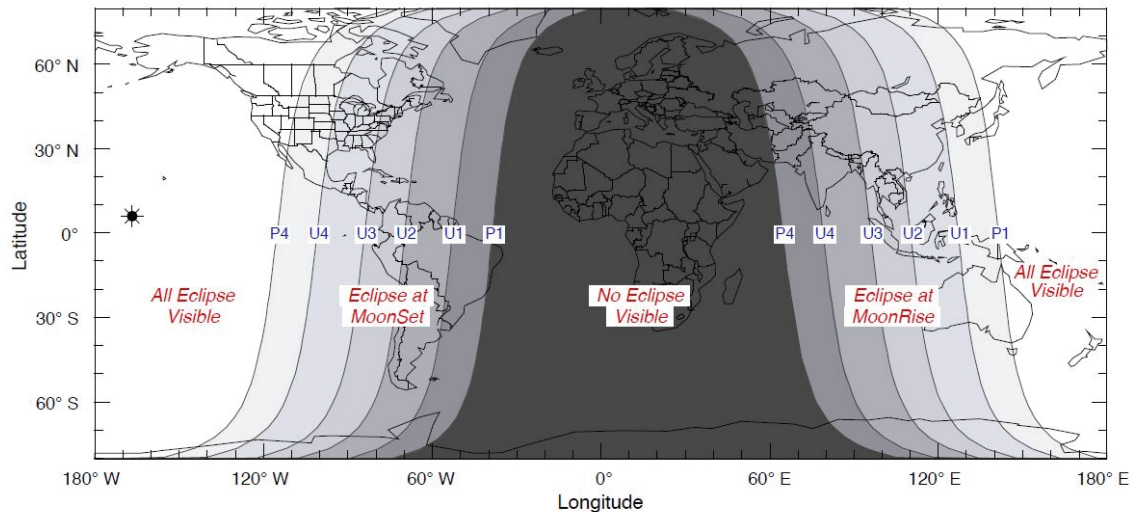 60° N
30° N
0°
30° S
60° S
Latitude
P4 U4 U3 U2 U1 P1 P4 U4 U3 U2 U1 P1
All Eclipse
Visible
Eclipse at
MoonSet
No Eclipse
Visible
Eclipse at
MoonRise
All Eclipse
Visible
180° W 120° W 60° W 0° 60° E 120° E 180° E
Longitude